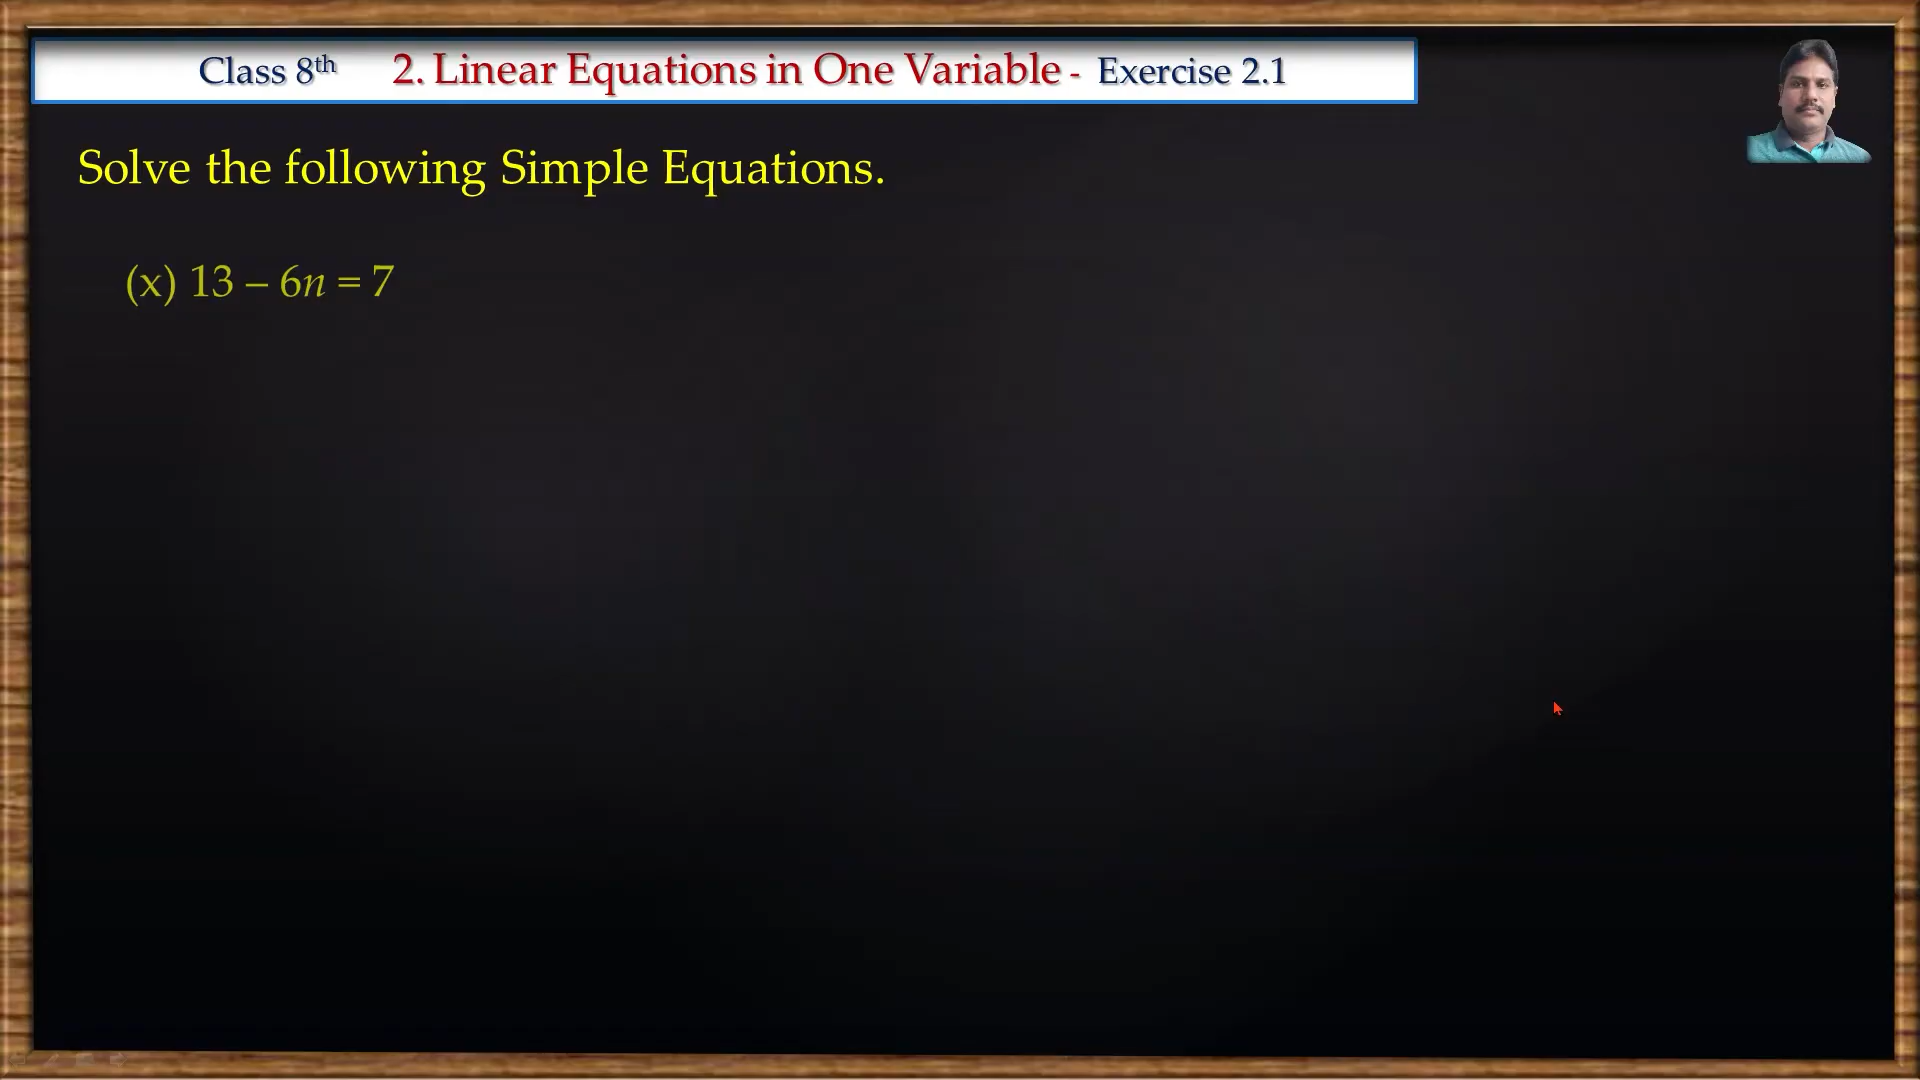 Class 8th 2. Linear Equations in One Variable - Exercise 2.1
Solve the following Simple Equations.
(x) 13 – 6n = 7